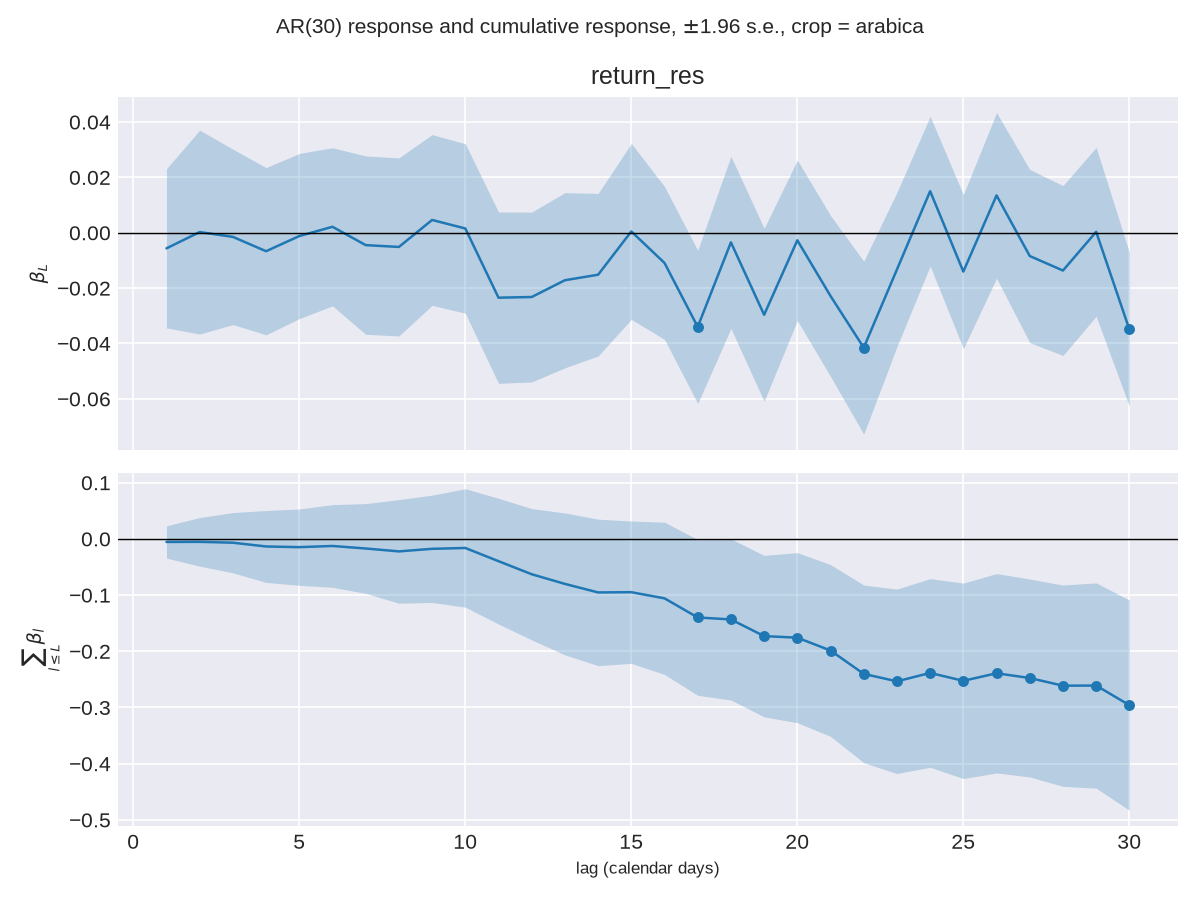 AR(30) response and cumulative response, ±1.96 s.e., crop = arabica
return_res
0.04
0.02
0.00
−0.02
−0.04
−0.06
β_L
0.1
0.0
−0.1
−0.2
−0.3
−0.4
−0.5
∑_{l≤L} β_l
0 5 10 15 20 25 30
lag (calendar days)